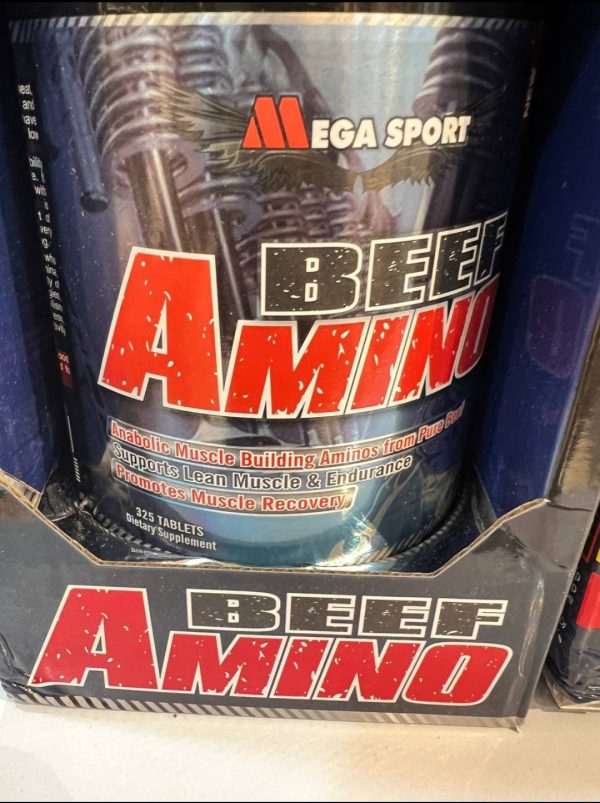 MEGA SPORT
BEEF
AMINO
Anabolic Muscle Building Aminos from Pure Beef
Supports Lean Muscle & Endurance
Promotes Muscle Recovery
325 TABLETS
Dietary Supplement
BEEF
AMINO